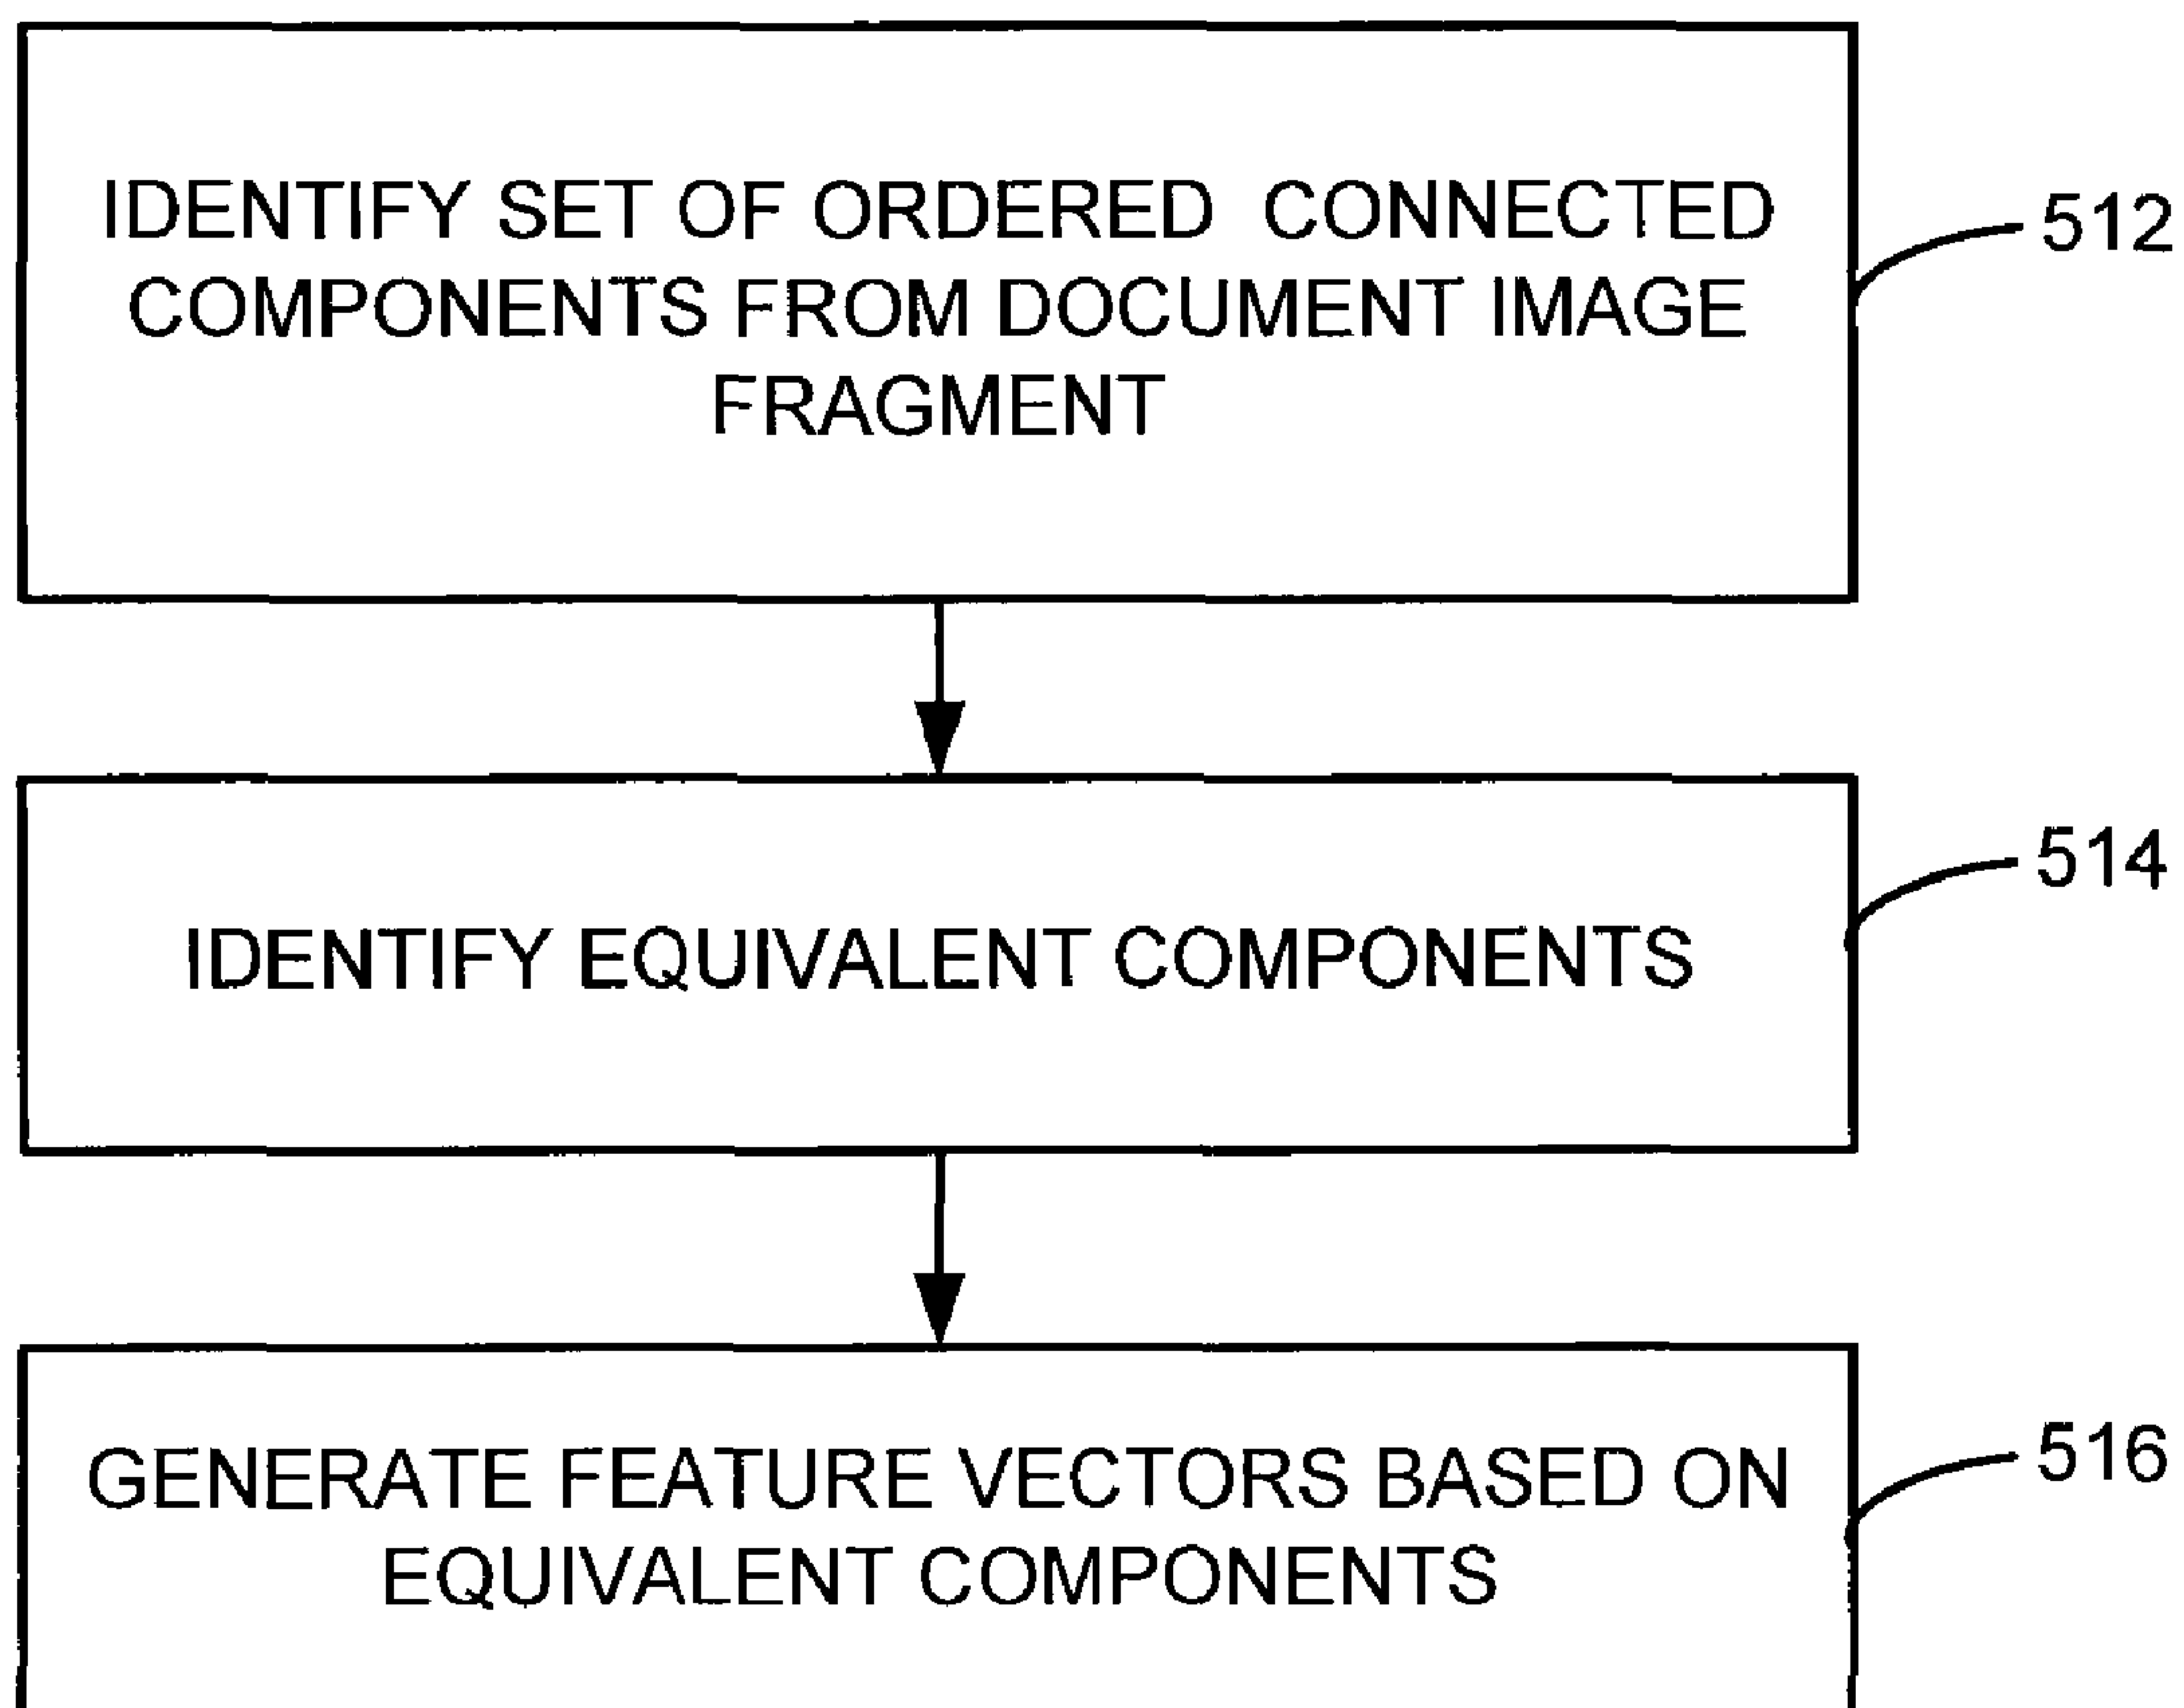 IDENTIFY SET OF ORDERED CONNECTED
COMPONENTS FROM DOCUMENT IMAGE
FRAGMENT
512
IDENTIFY EQUIVALENT COMPONENTS
514
GENERATE FEATURE VECTORS BASED ON
EQUIVALENT COMPONENTS
516